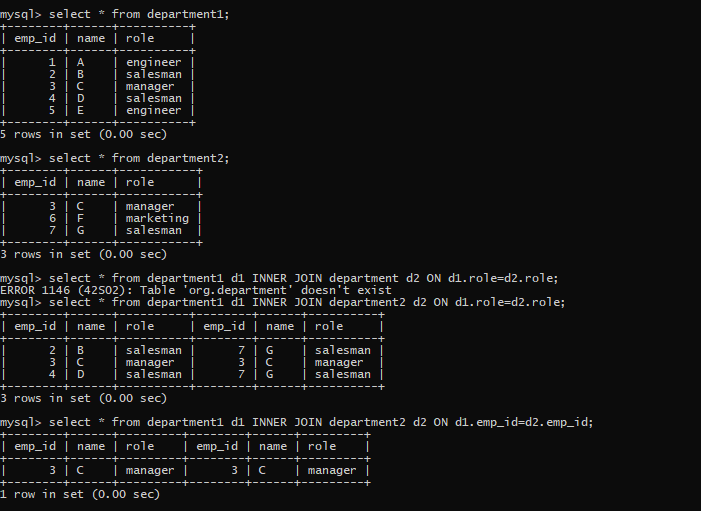 mysql> select * from department1;
+--------+------+----------+
| emp_id | name | role     |
+--------+------+----------+
|      1 | A    | engineer |
|      2 | B    | salesman |
|      3 | C    | manager  |
|      4 | D    | salesman |
|      5 | E    | engineer |
+--------+------+----------+
5 rows in set (0.00 sec)

mysql> select * from department2;
+--------+------+-----------+
| emp_id | name | role      |
+--------+------+-----------+
|      3 | C    | manager   |
|      6 | F    | marketing |
|      7 | G    | salesman  |
+--------+------+-----------+
3 rows in set (0.00 sec)

mysql> select * from department1 d1 INNER JOIN department d2 ON d1.role=d2.role;
ERROR 1146 (42S02): Table 'org.department' doesn't exist
mysql> select * from department1 d1 INNER JOIN department2 d2 ON d1.role=d2.role;
+--------+------+----------+--------+------+----------+
| emp_id | name | role     | emp_id | name | role     |
+--------+------+----------+--------+------+----------+
|      2 | B    | salesman |      7 | G    | salesman |
|      3 | C    | manager  |      3 | C    | manager  |
|      4 | D    | salesman |      7 | G    | salesman |
+--------+------+----------+--------+------+----------+
3 rows in set (0.00 sec)

mysql> select * from department1 d1 INNER JOIN department2 d2 ON d1.emp_id=d2.emp_id;
+--------+------+---------+--------+------+---------+
| emp_id | name | role    | emp_id | name | role    |
+--------+------+---------+--------+------+---------+
|      3 | C    | manager |      3 | C    | manager |
+--------+------+---------+--------+------+---------+
1 row in set (0.00 sec)